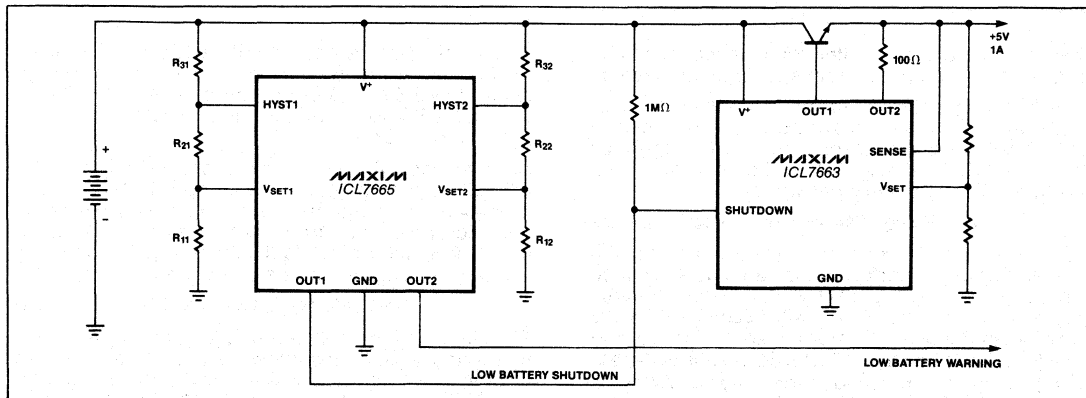 +5V
1A
R31
R32
100Ω
V+
HYST1
HYST2
1MΩ
V+
OUT1
OUT2
R21
R22
SENSE
+
MAXIM
ICL7665
MAXIM
ICL7663
VSET1
VSET2
VSET
−
SHUTDOWN
R11
R12
OUT1
GND
OUT2
GND
LOW BATTERY WARNING
LOW BATTERY SHUTDOWN